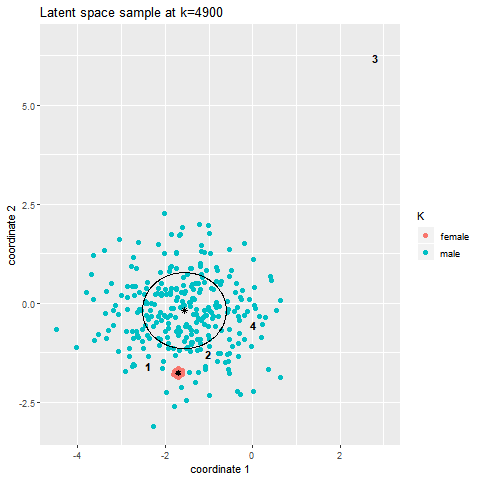 Latent space sample at k=4900
3
5.0
2.5
0.0
-2.5
4
2
1
-4
-2
0
2
coordinate 1
coordinate 2
K
female
male